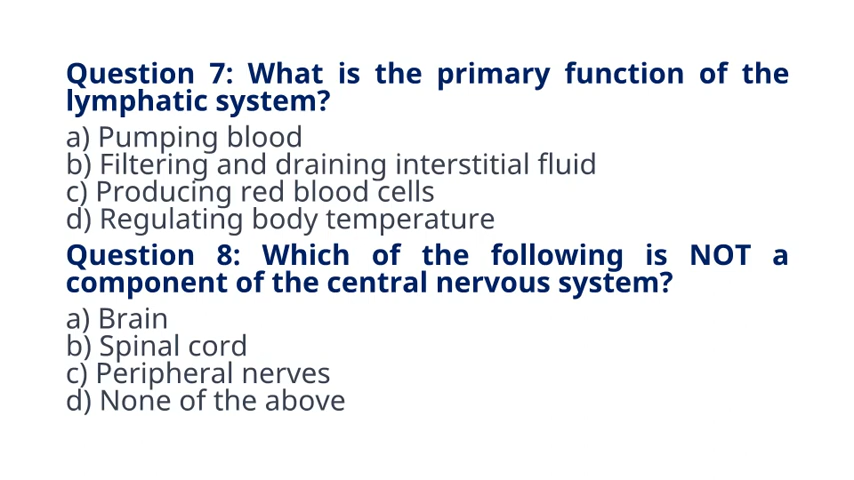 Question 7: What is the primary function of the
lymphatic system?
a) Pumping blood
b) Filtering and draining interstitial fluid
c) Producing red blood cells
d) Regulating body temperature
Question 8: Which of the following is NOT a
component of the central nervous system?
a) Brain
b) Spinal cord
c) Peripheral nerves
d) None of the above